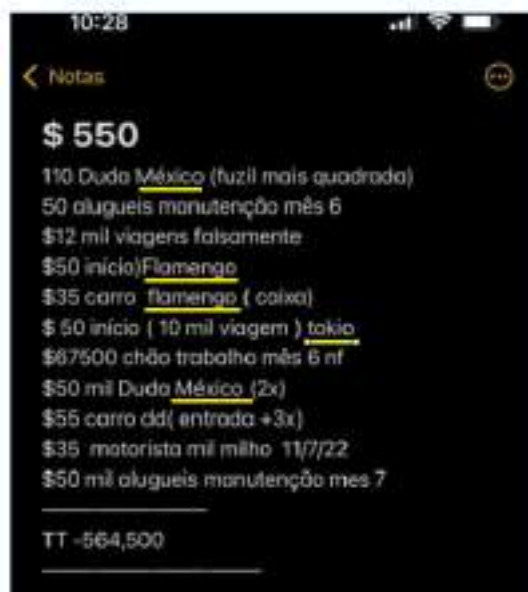 10:28
Notas
$ 550
110 Duda México (fuzil mais quadrada)
50 alugueis manutenção mês 6
$12 mil viagens falsamente
$50 início)Flamengo
$35 carro flamengo ( caixa)
$ 50 início ( 10 mil viagem ) tokio
$67500 chão trabalho mês 6 nf
$50 mil Duda México (2x)
$55 carro dd( entrada +3x)
$35 motorista mil milho 11/7/22
$50 mil alugueis manutenção mes 7
TT -564,500